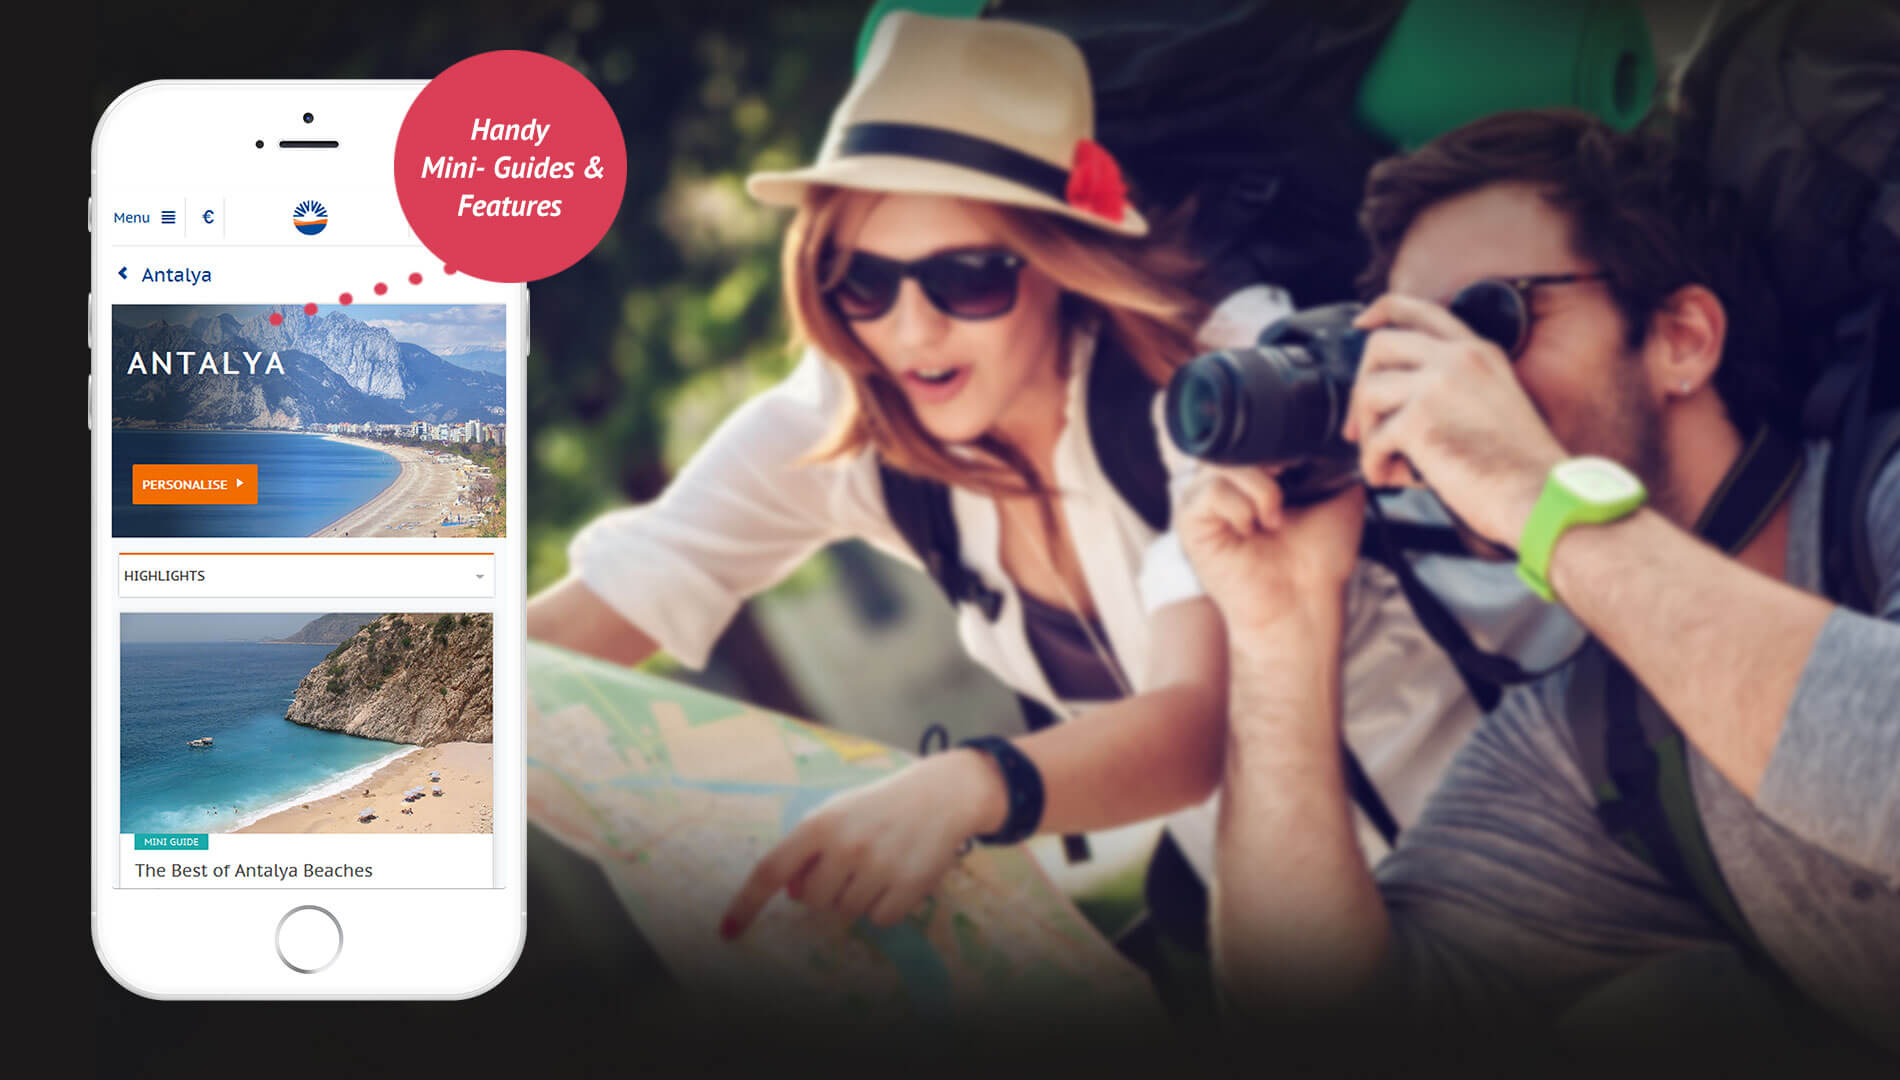 Handy
Mini- Guides &
Features
Menu
€
Antalya
ANTALYA
PERSONALISE
HIGHLIGHTS
MINI GUIDE
The Best of Antalya Beaches